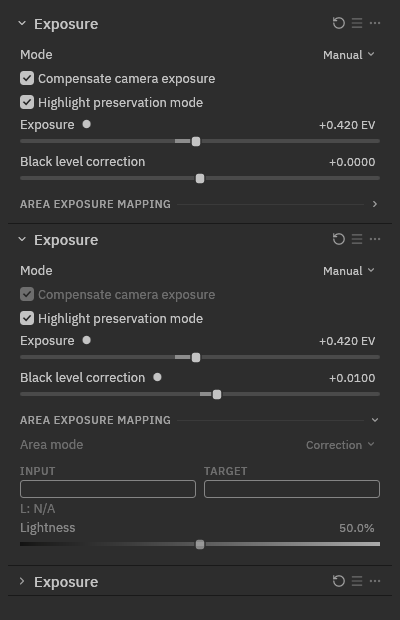 Exposure
Mode Manual
Compensate camera exposure
Highlight preservation mode
Exposure +0.420 EV
Black level correction +0.0000
AREA EXPOSURE MAPPING
Exposure
Mode Manual
Compensate camera exposure
Highlight preservation mode
Exposure +0.420 EV
Black level correction +0.0100
AREA EXPOSURE MAPPING
Area mode Correction
INPUT TARGET
L: N/A
Lightness 50.0%
Exposure